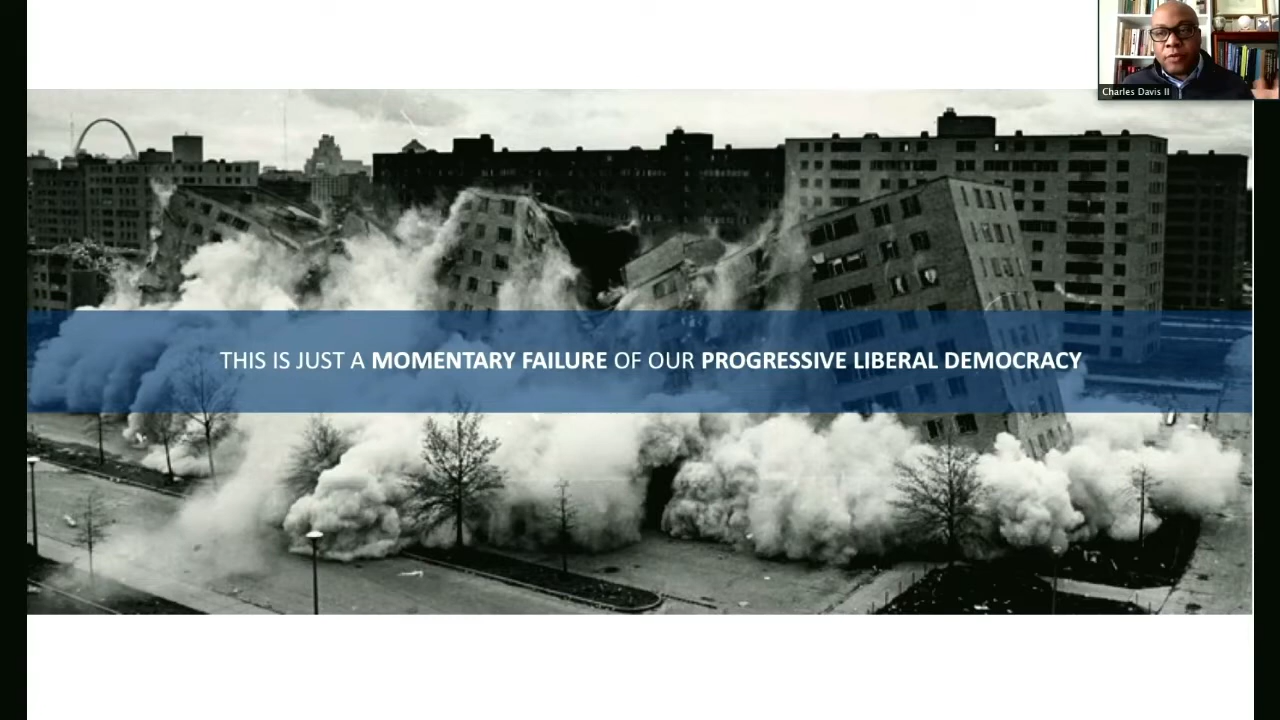 Charles Davis II
THIS IS JUST A MOMENTARY FAILURE OF OUR PROGRESSIVE LIBERAL DEMOCRACY